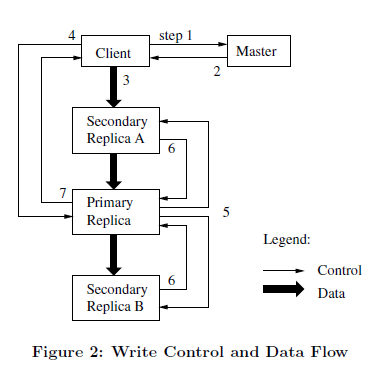 4
step 1
Client
Master
2
3
Secondary
Replica A
6
7
Primary
Replica
5
Legend:
Control
6
Secondary
Replica B
Data
Figure 2: Write Control and Data Flow